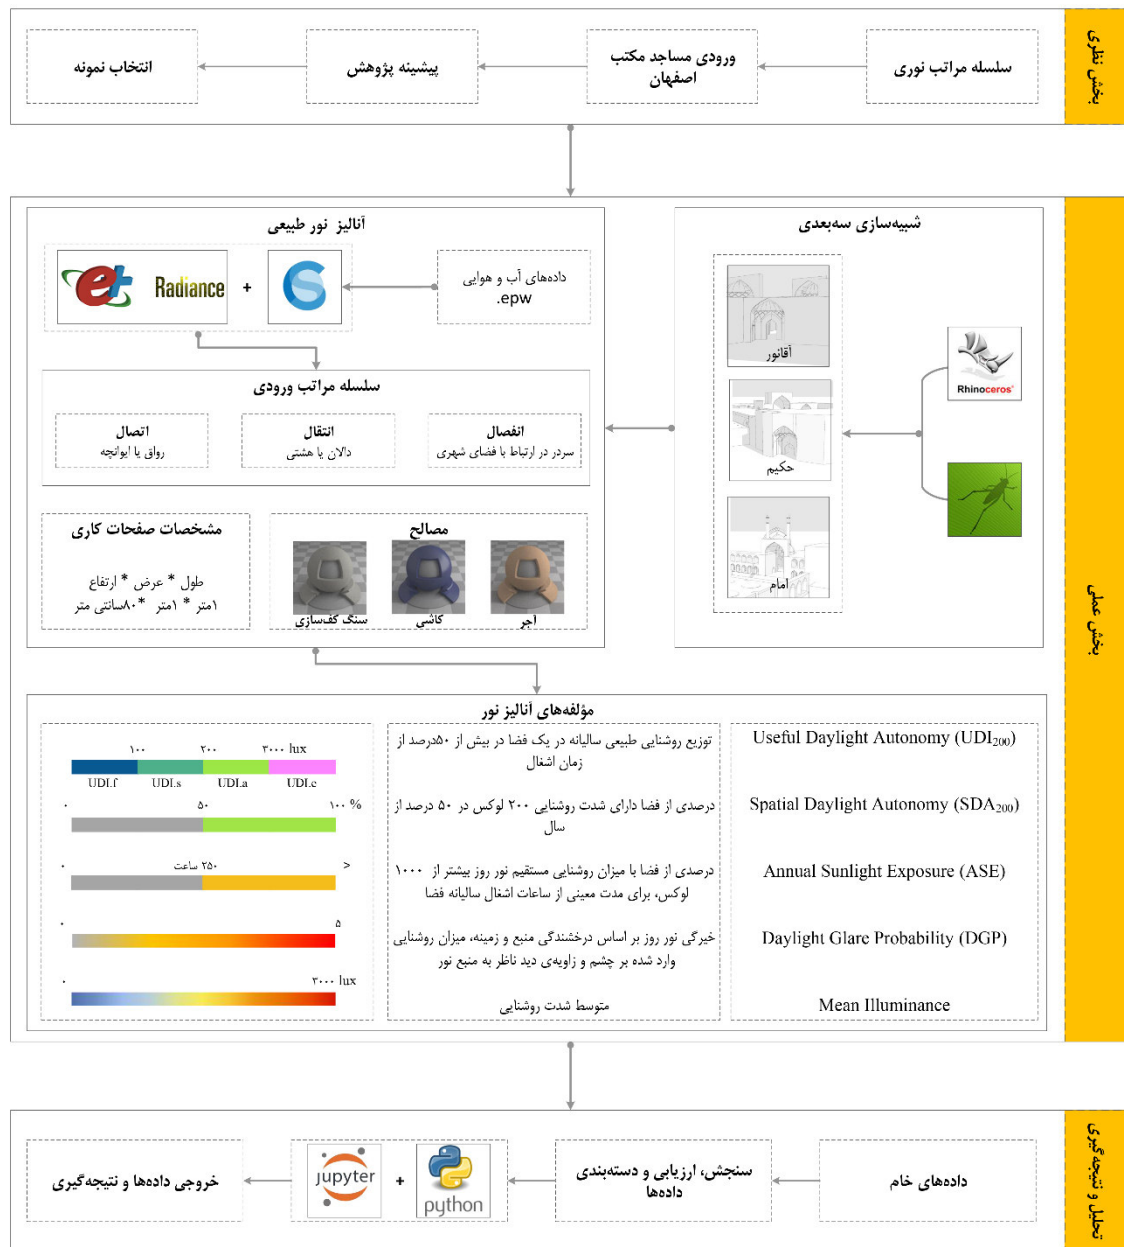 بخش نظری
سلسله مراتب نوری
ورودی مساجد مکتب
اصفهان
پیشینه پژوهش
انتخاب نمونه
بخش عملی
شبیه‌سازی سه‌بعدی
آقانور
حکیم
امام
Rhinoceros®
آنالیز نور طبیعی
داده‌های آب و هوایی
.epw
S
+
et Radiance
سلسله مراتب ورودی
انفصال
سردر در ارتباط با فضای شهری
انتقال
دالان یا هشتی
اتصال
رواق یا ایوانچه
مصالح
آجر
کاشی
سنگ کف‌سازی
مشخصات صفحات کاری
طول * عرض * ارتفاع
۱متر * ۱متر * ۸۰سانتی متر
مؤلفه‌های آنالیز نور
Useful Daylight Autonomy (UDI200)
توزیع روشنایی طبیعی سالیانه در یک فضا در بیش از ۵۰درصد از
زمان اشغال
۱۰۰ ۲۰۰ ۳۰۰۰ lux
UDI.f UDI.s UDI.a UDI.e
Spatial Daylight Autonomy (SDA200)
درصدی از فضا دارای شدت روشنایی ۲۰۰ لوکس در ۵۰ درصد از
سال
۰ ۵۰ ۱۰۰ %
Annual Sunlight Exposure (ASE)
درصدی از فضا با میزان روشنایی مستقیم نور روز بیشتر از ۱۰۰۰
لوکس، برای مدت معینی از ساعات اشغال سالیانه فضا
۰ ۲۵۰ ساعت <
Daylight Glare Probability (DGP)
خیرگی نور روز بر اساس درخشندگی منبع و زمینه، میزان روشنایی
وارد شده بر چشم و زاویه‌ی دید ناظر به منبع نور
۰ ۵
Mean Illuminance
متوسط شدت روشنایی
۰ ۳۰۰۰ lux
تحلیل و نتیجه‌گیری
داده‌های خام
سنجش، ارزیابی و دسته‌بندی
داده‌ها
python
+
jupyter
خروجی داده‌ها و نتیجه‌گیری